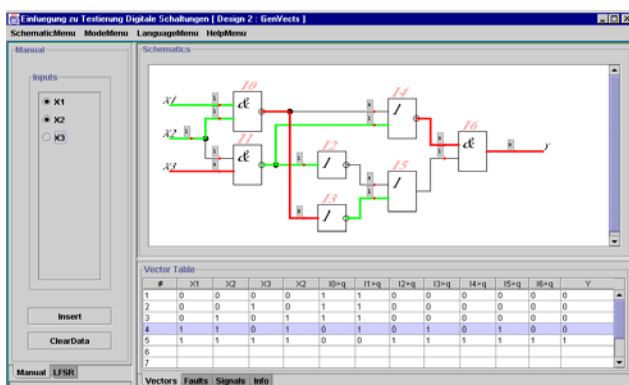 Einfuegung zu Testierung Digitale Schaltungen [ Design 2 : GenVects ]
SchematicMenu ModeMenu LanguageMenu HelpMenu
Manual
Inputs
X1
X2
X3
Insert
ClearData
Manual LFSR
Schematics
I0 I4
X1 & 1
X2 I1 I2 I5 I6
X3 & 1 1 & Y
I3
1
Vector Table
# X1 X2 X3 X2 I0×q I1×q I2×q I3×q I4×q I5×q I6×q Y
1 0 0 0 0 1 1 0 0 0 0 0 0
2 0 0 1 0 1 1 0 0 0 0 0 0
3 0 1 0 1 1 1 0 0 0 0 0 0
4 1 1 0 1 0 1 0 1 0 1 0 0
5 1 1 1 1 0 0 1 1 1 1 1 1
6
7
Vectors Faults Signals Info